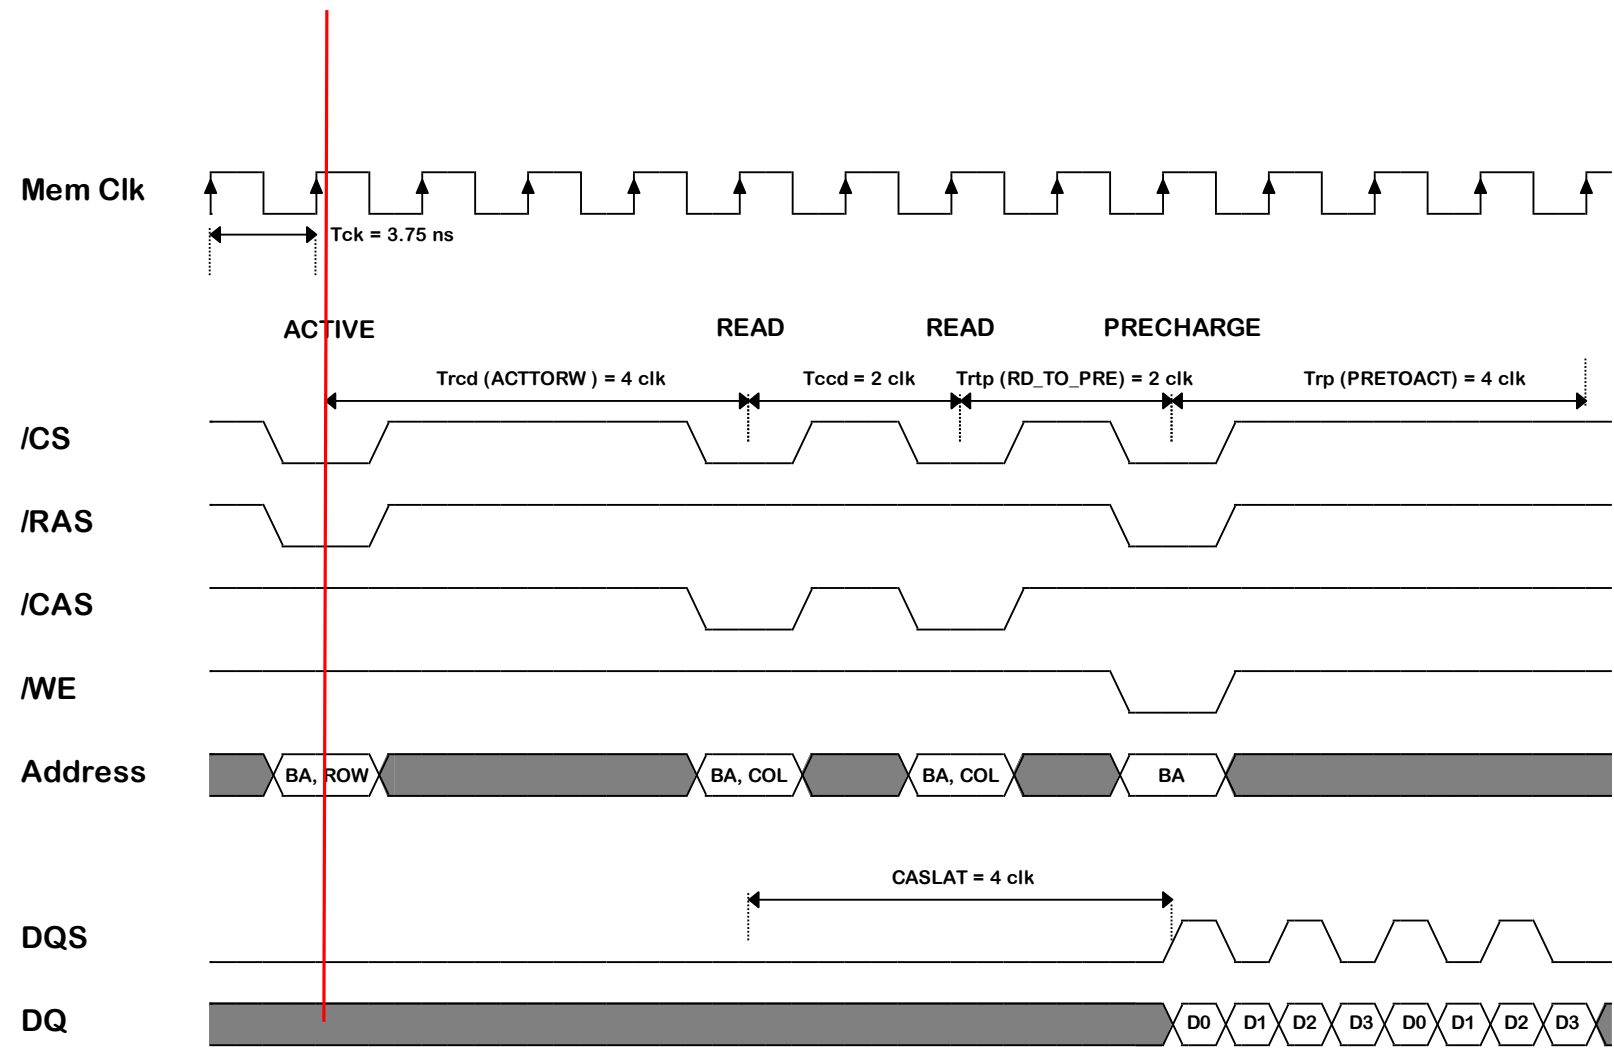 Mem Clk
Tck = 3.75 ns
ACTIVE READ READ PRECHARGE
Trcd (ACTTORW ) = 4 clk Tccd = 2 clk Trtp (RD_TO_PRE) = 2 clk Trp (PRETOACT) = 4 clk
/CS
/RAS
/CAS
/WE
Address BA, ROW BA, COL BA, COL BA
CASLAT = 4 clk
DQS
DQ D0 D1 D2 D3 D0 D1 D2 D3